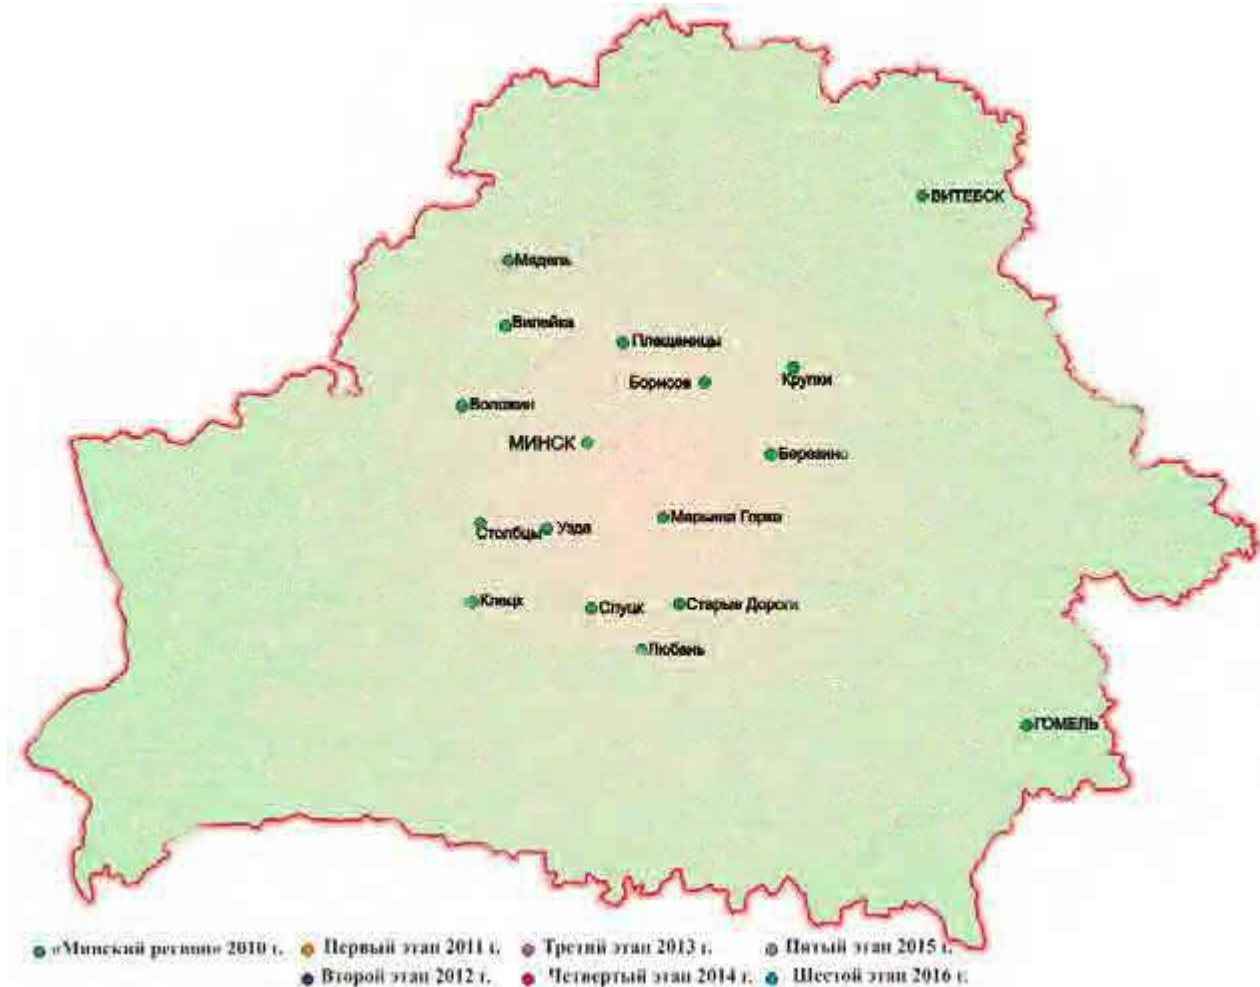 ВИТЕБСК
Мядель
Вилейка
Плещеницы
Борисов
Крупки
Воложин
МИНСК
Березино
Марьина Горка
Столбцы
Узда
Клецк
Слуцк
Старые Дороги
Любань
ГОМЕЛЬ
«Минский регион» 2010 г.
Первый этап 2011 г.
Третий этап 2013 г.
Пятый этап 2015 г.
Второй этап 2012 г.
Четвертый этап 2014 г.
Шестой этап 2016 г.